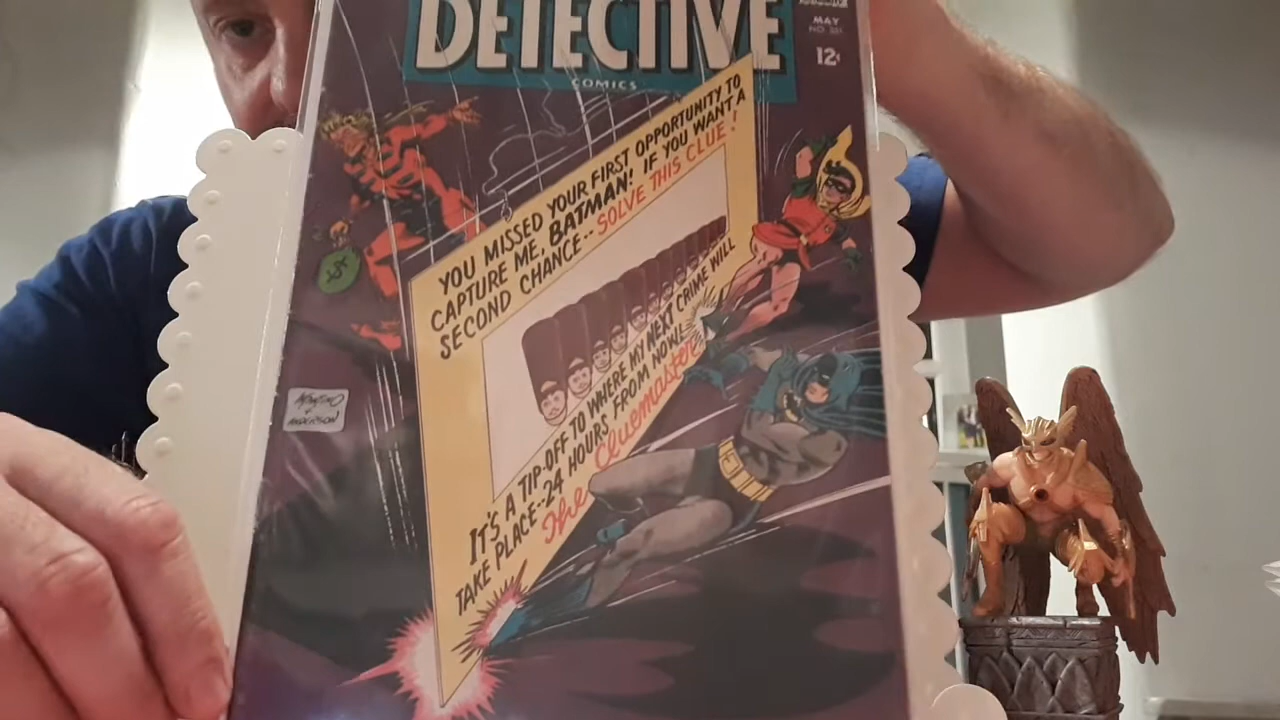 DETECTIVE
COMICS
MAY
12¢
YOU MISSED YOUR FIRST OPPORTUNITY TO
CAPTURE ME, BATMAN! IF YOU WANT A
SECOND CHANCE-- SOLVE THIS CLUE!
IT'S A TIP-OFF TO WHERE MY NEXT CRIME WILL
TAKE PLACE--24 HOURS FROM NOW!
The Cluemaster
INFANTINO
&
ANDERSON